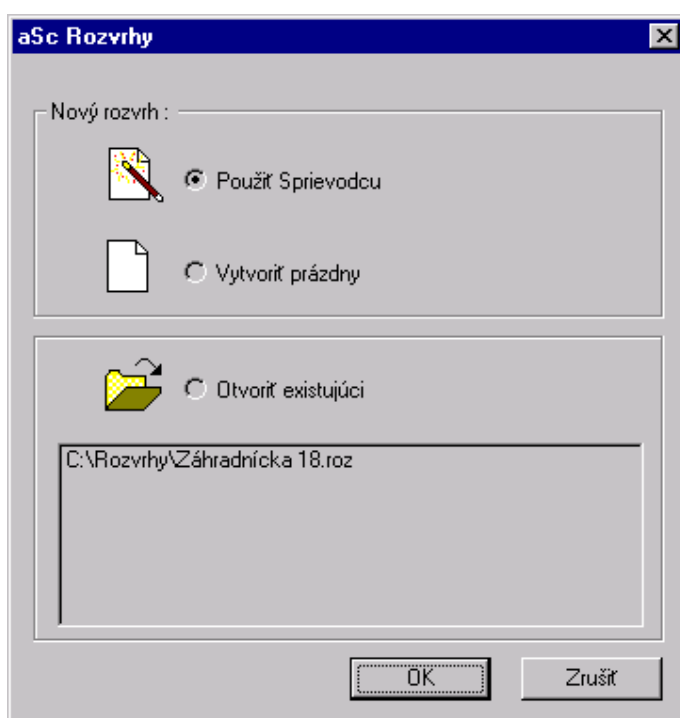 aSc Rozvrhy
Nový rozvrh :
Použiť Sprievodcu
Vytvoriť prázdny
Otvoriť existujúci
C:\Rozvrhy\Záhradnícka 18.roz
OK
Zrušiť